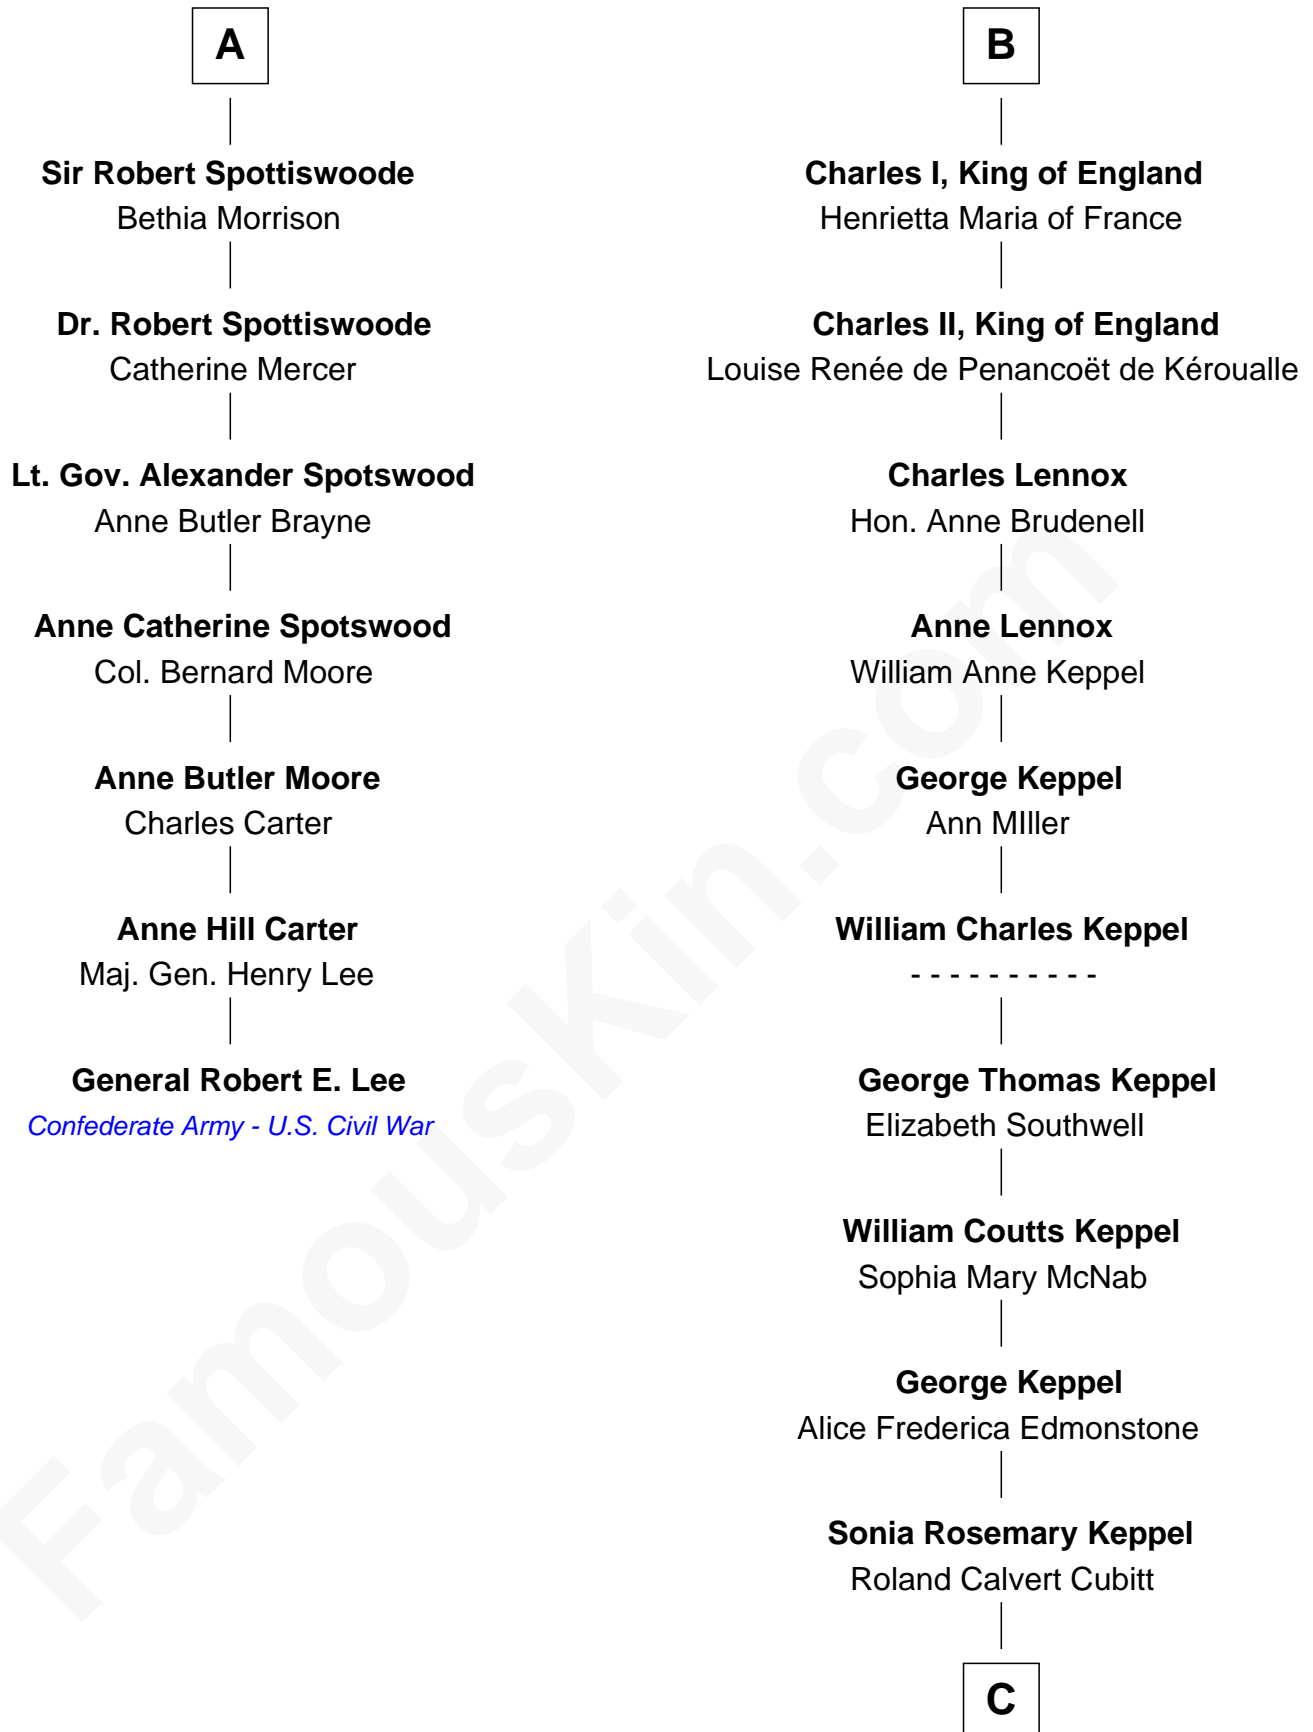 A
Sir Robert Spottiswoode
Bethia Morrison
Dr. Robert Spottiswoode
Catherine Mercer
Lt. Gov. Alexander Spotswood
Anne Butler Brayne
Anne Catherine Spotswood
Col. Bernard Moore
Anne Butler Moore
Charles Carter
Anne Hill Carter
Maj. Gen. Henry Lee
General Robert E. Lee
Confederate Army - U.S. Civil War
B
Charles I, King of England
Henrietta Maria of France
Charles II, King of England
Louise Renée de Penancoët de Kéroualle
Charles Lennox
Hon. Anne Brudenell
Anne Lennox
William Anne Keppel
George Keppel
Ann MIller
William Charles Keppel
- - - - - - - - - -
George Thomas Keppel
Elizabeth Southwell
William Coutts Keppel
Sophia Mary McNab
George Keppel
Alice Frederica Edmonstone
Sonia Rosemary Keppel
Roland Calvert Cubitt
C
FamousKin.com